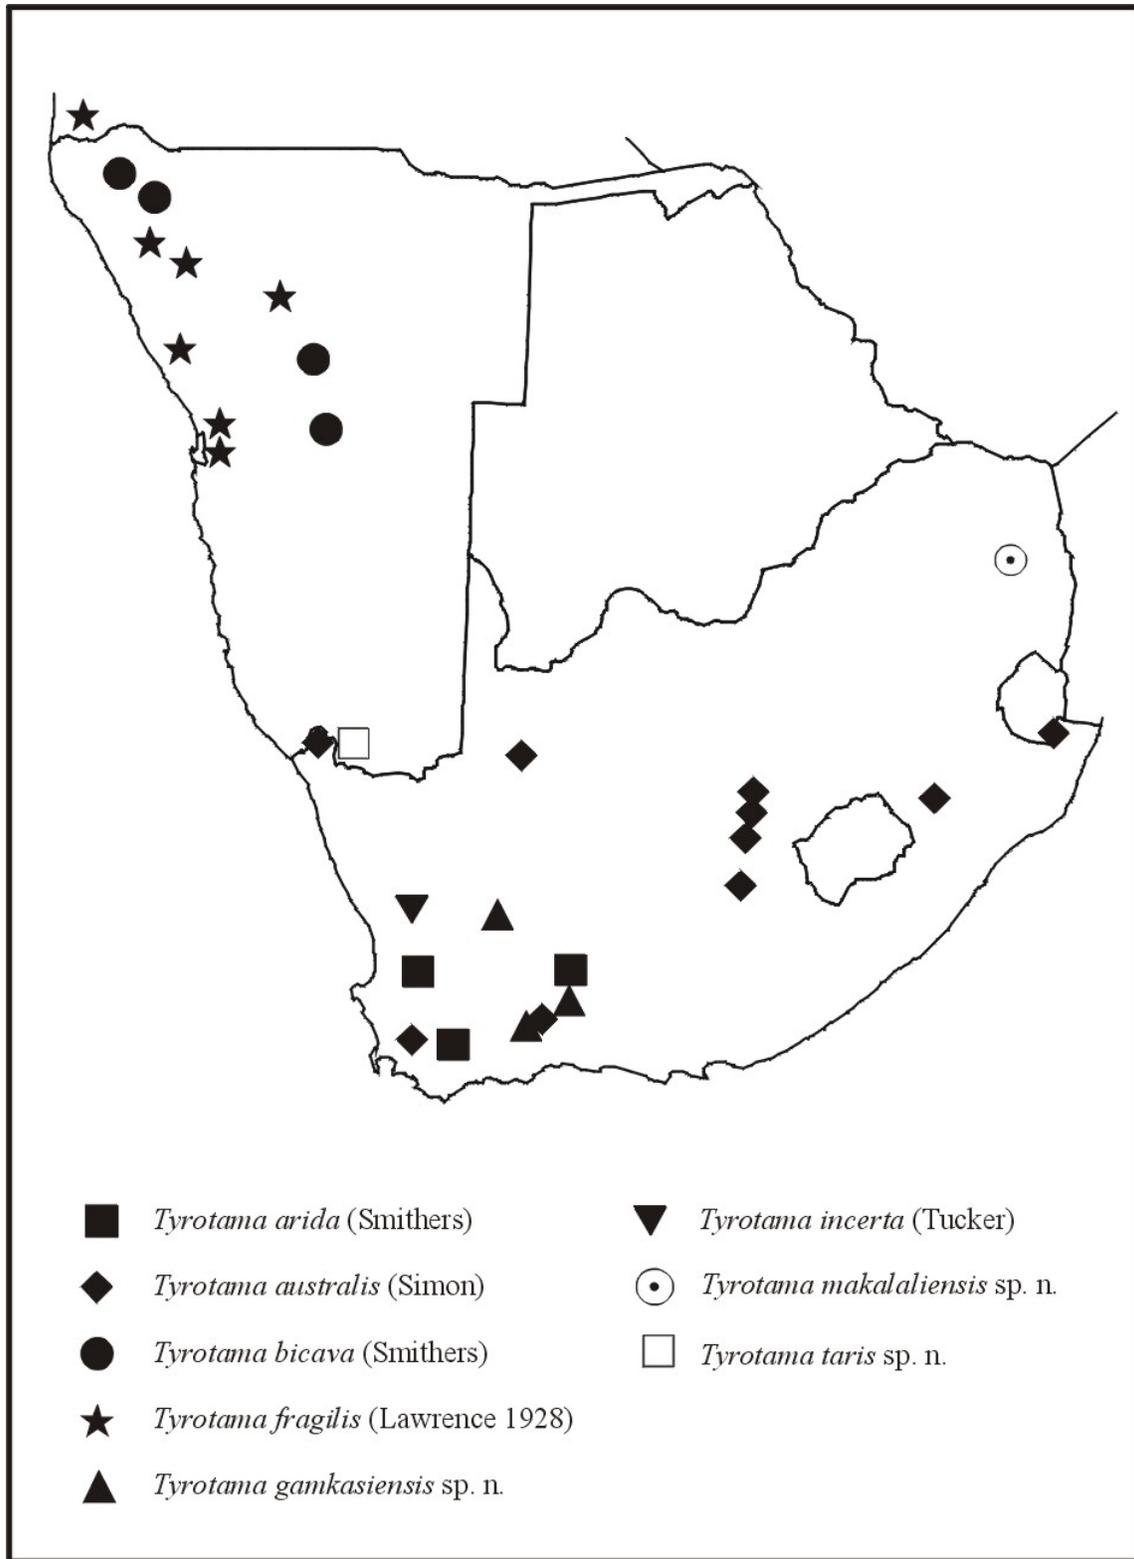 Tyrotama arida (Smithers)
Tyrotama australis (Simon)
Tyrotama bicava (Smithers)
Tyrotama fragilis (Lawrence 1928)
Tyrotama gamkasiensis sp. n.
Tyrotama incerta (Tucker)
Tyrotama makalaliensis sp. n.
Tyrotama taris sp. n.